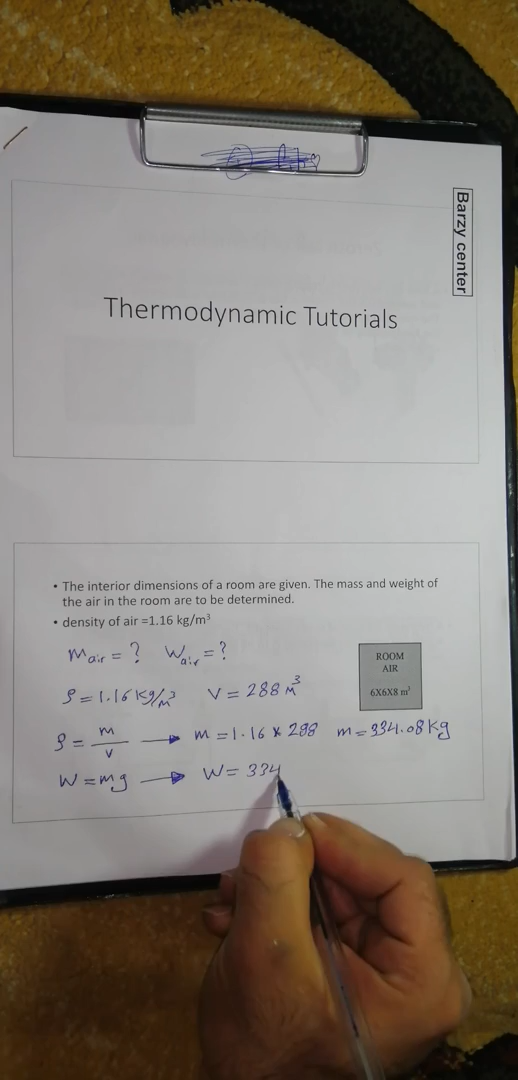 Barzy center
Thermodynamic Tutorials
• The interior dimensions of a room are given. The mass and weight of
the air in the room are to be determined.
• density of air =1.16 kg/m³
m air = ? W air = ?
ROOM
AIR
6X6X8 m³
ρ = 1.16 kg/m³ V = 288 m³
ρ = m/V → m = 1.16 × 288 m = 334.08 kg
W = mg → W = 334